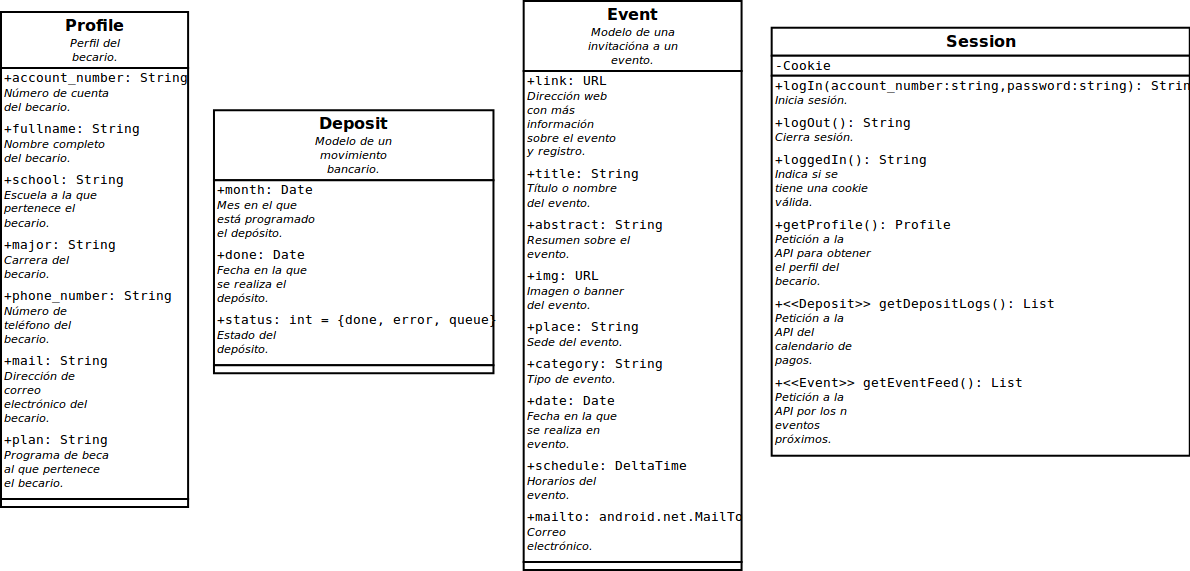 Profile
Perfil del
becario.
+account_number: String
Número de cuenta
del becario.
+fullname: String
Nombre completo
del becario.
+school: String
Escuela a la que
pertenece el
becario.
+major: String
Carrera del
becario.
+phone_number: String
Número de
teléfono del
becario.
+mail: String
Dirección de
correo
electrónico del
becario.
+plan: String
Programa de beca
al que pertenece
el becario.
Deposit
Modelo de un
movimiento
bancario.
+month: Date
Mes en el que
está programado
el depósito.
+done: Date
Fecha en la que
se realiza el
depósito.
+status: int = {done, error, queue}
Estado del
depósito.
Event
Modelo de una
invitacióna a un
evento.
+link: URL
Dirección web
con más
información
sobre el evento
y registro.
+title: String
Título o nombre
del evento.
+abstract: String
Resumen sobre el
evento.
+img: URL
Imagen o banner
del evento.
+place: String
Sede del evento.
+category: String
Tipo de evento.
+date: Date
Fecha en la que
se realiza en
evento.
+schedule: DeltaTime
Horarios del
evento.
+mailto: android.net.MailTo
Correo
electrónico.
Session
-Cookie
+logIn(account_number:string,password:string): Strin
Inicia sesión.
+logOut(): String
Cierra sesión.
+loggedIn(): String
Indica si se
tiene una cookie
válida.
+getProfile(): Profile
Petición a la
API para obtener
el perfil del
becario.
+<<Deposit>> getDepositLogs(): List
Petición a la
API del
calendario de
pagos.
+<<Event>> getEventFeed(): List
Petición a la
API por los n
eventos
próximos.